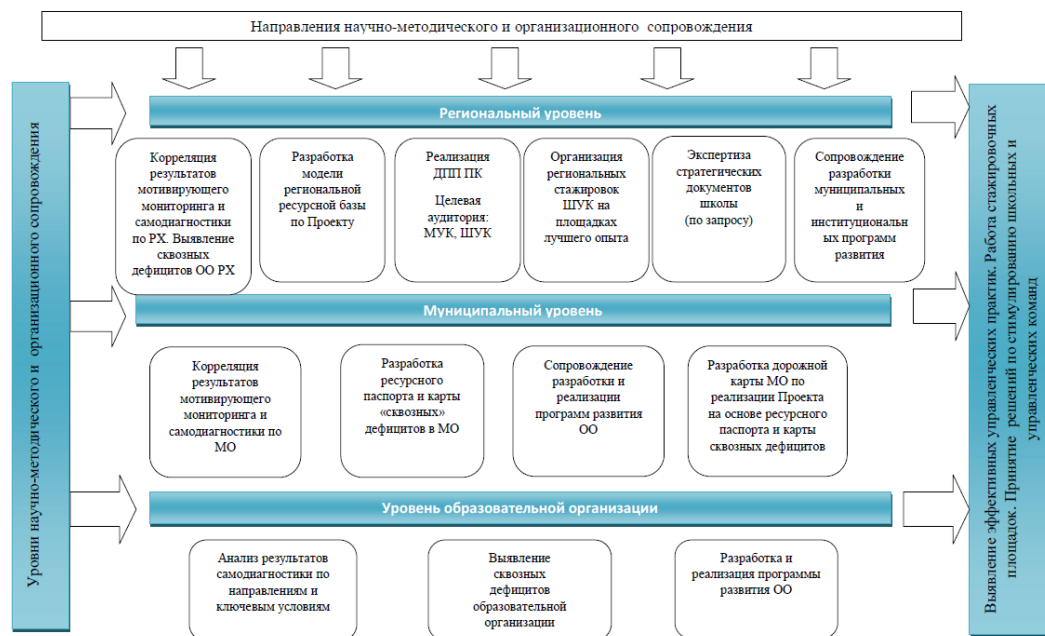 Направления научно-методического и организационного сопровождения
Уровни научно-методического и организационного сопровождения
Региональный уровень
Корреляция
результатов
мотивирующего
мониторинга и
самодиагностики
по РХ. Выявление
сквозных
дефицитов ОО РХ
Разработка
модели
региональной
ресурсной базы
по Проекту
Реализация
ДПП ПК
Целевая
аудитория:
МУК, ШУК
Организация
региональных
стажировок
ШУК на
площадках
лучшего опыта
Экспертиза
стратегических
документов
школы
(по запросу)
Сопровождение
разработки
муниципальных
и
институциональ
ных программ
развития
Муниципальный уровень
Корреляция
результатов
мотивирующего
мониторинга и
самодиагностики по
МО
Разработка
ресурсного
паспорта и карты
«сквозных»
дефицитов в МО
Сопровождение
разработки и
реализации
программ развития
ОО
Разработка дорожной
карты МО по
реализации Проекта
на основе ресурсного
паспорта и карты
сквозных дефицитов
Уровень образовательной организации
Анализ результатов
самодиагностики по
направлениям и
ключевым условиям
Выявление
сквозных
дефицитов
образовательной
организации
Разработка и
реализация программы
развития ОО
Выявление эффективных управленческих практик. Работа стажировочных
площадок. Принятие решений по стимулированию школьных и
управленческих команд